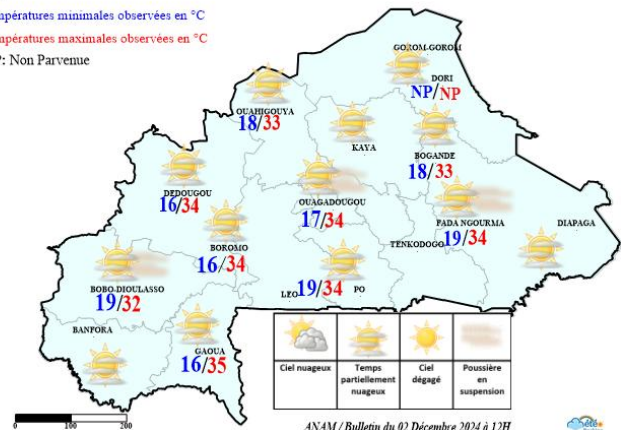 mpératures minimales observées en °C
mpératures maximales observées en °C
: Non Parvenue
GOROM-GOROM
DORI
NP/NP
OUAHIGOUYA
18/33
KAYA
BOGANDE
18/33
DEDOUGOU
16/34
OUAGADOUGOU
17/34
FADA NGOURMA
19/34
DIAPAGA
BOROMO
16/34
TENKODOGO
BOBO-DIOULASSO
19/32
LEO
19/34
PO
BANFORA
GAOUA
16/35
Ciel nuageux
Temps
partiellement
nuageux
Ciel
dégagé
Poussière
en
suspension
0 100 200
ANAM / Bulletin du 02 Décembre 2024 à 12H